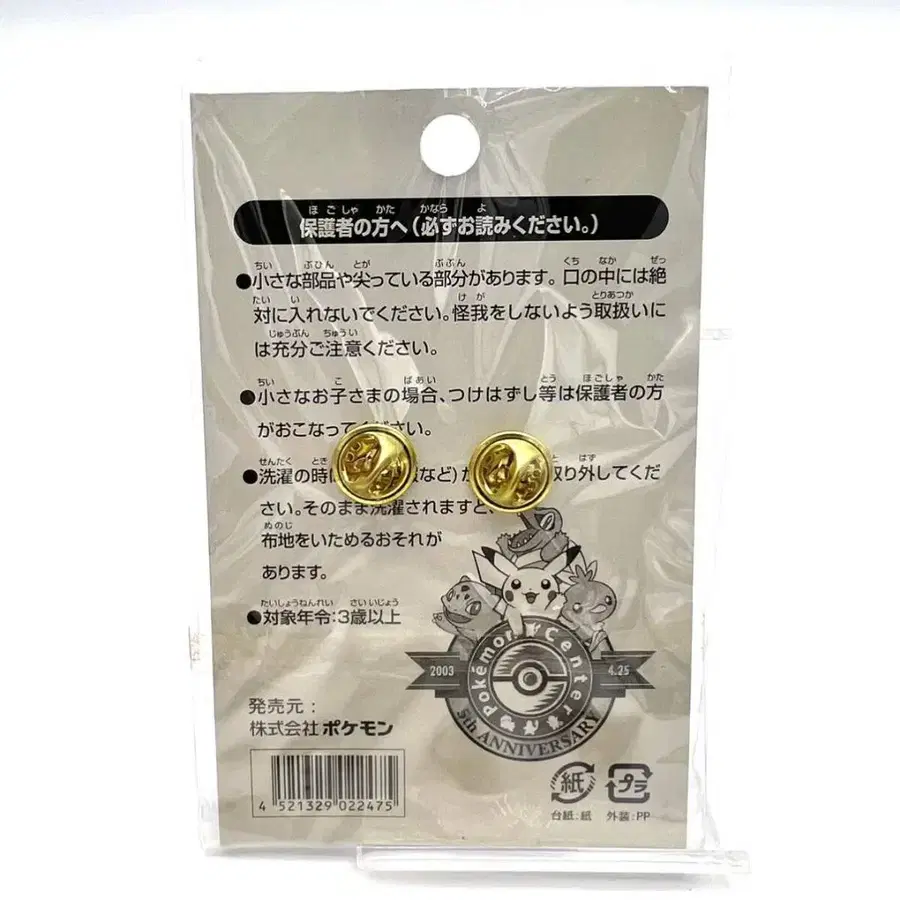 保護者の方へ(必ずお読みください。)
●小さな部品や尖っている部分があります。口の中には絶
対に入れないでください。怪我をしないよう取扱いに
は充分ご注意ください。
●小さなお子さまの場合、つけはずし等は保護者の方
がおこなってください。
●洗濯の時は など)か 取り外してくだ
さい。そのまま洗濯されますと、
布地をいためるおそれが
あります。
●対象年令:3歳以上
Pokémon Center
2003
4.25
5th ANNIVERSARY
発売元:
株式会社 ポケモン
4 521329 022475
紙
プラ
台紙:紙
外装:PP